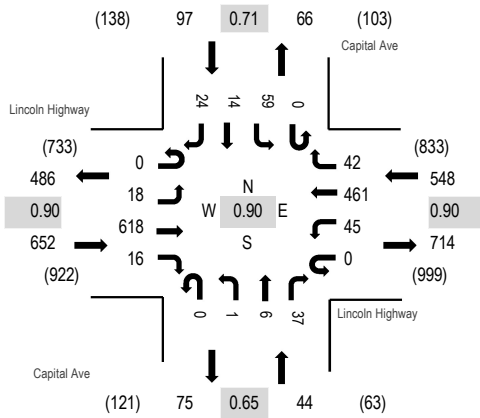 (138) 97 0.71 66 (103)
Capital Ave
24 14 59 0
Lincoln Highway
(733) (833)
0 42
486 548
18 N 461
0.90 W 0.90 E 0.90
618 S 45
652 714
16 0
(922) (999)
0 1 6 37
Lincoln Highway
Capital Ave
(121) 75 0.65 44 (63)